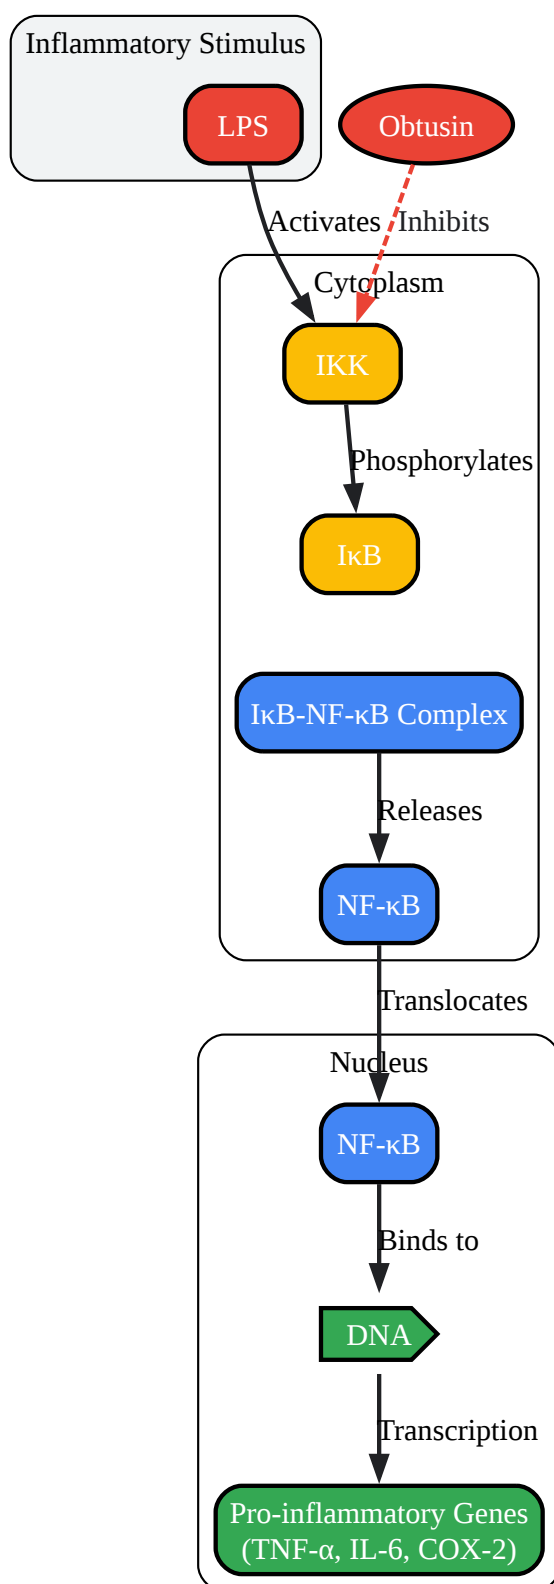 Inflammatory Stimulus
LPS
Obtusin
Activates
Inhibits
Cytoplasm
IKK
Phosphorylates
IκB
IκB-NF-κB Complex
Releases
NF-κB
Translocates
Nucleus
NF-κB
Binds to
DNA
Transcription
Pro-inflammatory Genes
(TNF-α, IL-6, COX-2)